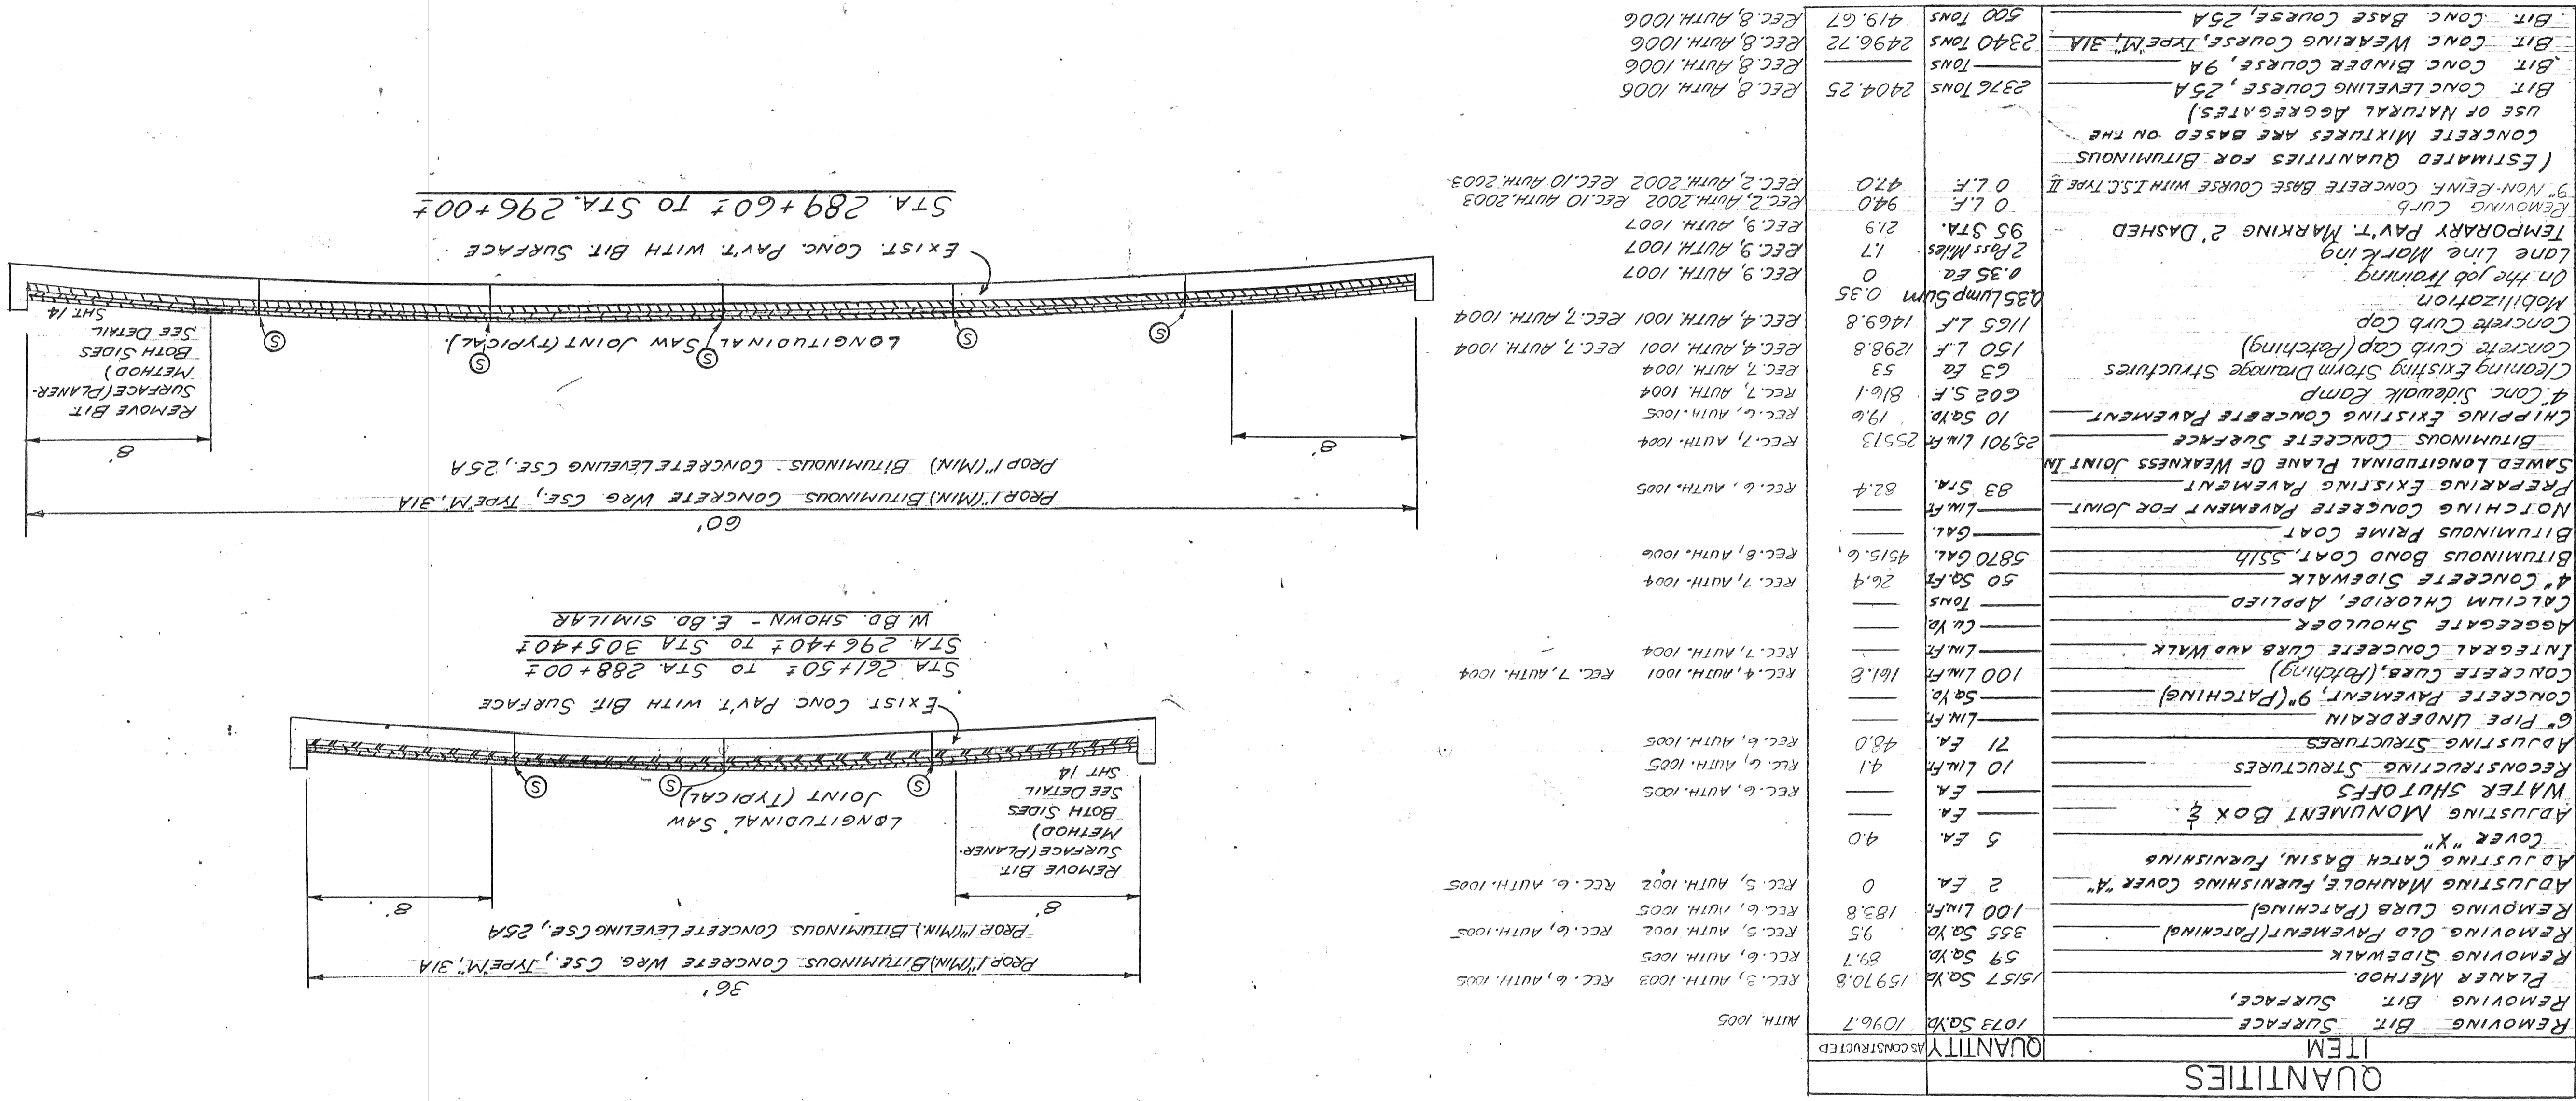 QUANTITIES
ITEM QUANTITY AS CONSTRUCTED
REMOVING BIT. SURFACE 1073 Sq.Yd. 1096.7 AUTH. 1005
REMOVING BIT. SURFACE,
PLANER METHOD. 15157 Sq.Yd. 15970.8 REC. 3, AUTH. 1003 REC. 6, AUTH. 1005
REMOVING SIDEWALK 59 Sq.Yd. 89.7 REC. 6, AUTH. 1005
REMOVING OLD PAVEMENT (PATCHING) 355 Sq.Yd. 9.5 REC. 5, AUTH. 1002 REC. 6, AUTH. 1005
REMOVING CURB (PATCHING) 100 Lin.Ft. 183.8 REC. 6, AUTH. 1005
ADJUSTING MANHOLE, FURNISHING COVER "A" 2 EA. 0 REC. 5, AUTH. 1002 REC. 6, AUTH. 1005
ADJUSTING CATCH BASIN, FURNISHING
COVER "X" 5 EA. 4.0
ADJUSTING MONUMENT BOX & EA.
WATER SHUTOFFS EA. REC. 6, AUTH. 1005
RECONSTRUCTING STRUCTURES 10 Lin.Ft. 4.1 REC. 6, AUTH. 1005
ADJUSTING STRUCTURES 71 EA. 48.0 REC. 6, AUTH. 1005
6" PIPE UNDERDRAIN Lin.Ft.
CONCRETE PAVEMENT, 9" (PATCHING) Sq.Yd.
CONCRETE CURB, (Patching) 100 Lin.Ft. 161.8 REC. 4, AUTH. 1001 REC. 7, AUTH. 1004
INTEGRAL CONCRETE CURB AND WALK Lin.Ft. REC. 7, AUTH. 1004
AGGREGATE SHOULDER Cu.Yd.
CALCIUM CHLORIDE, APPLIED TONS
4" CONCRETE SIDEWALK 50 Sq.Ft. 26.4 REC. 7, AUTH. 1004
BITUMINOUS BOND COAT, SS1h 5870 GAL. 4515.6 REC. 8, AUTH. 1006
BITUMINOUS PRIME COAT GAL.
NOTCHING CONCRETE PAVEMENT FOR JOINT Lin.Ft.
PREPARING EXISTING PAVEMENT 83 STA. 82.4 REC. 6, AUTH. 1005
SAWED LONGITUDINAL PLANE OF WEAKNESS JOINT IN
BITUMINOUS CONCRETE SURFACE 25,901 Lin.Ft. 25513 REC. 7, AUTH. 1004
CHIPPING EXISTING CONCRETE PAVEMENT 10 Sq.Yd. 19.6 REC. 6, AUTH. 1005
4" Conc. Sidewalk Ramp 602 S.F. 816.1 REC. 7, AUTH. 1004
Cleaning Existing Storm Drainage Structures 63 Ea. 53 REC. 7, AUTH. 1004
Concrete Curb Cap (Patching) 150 L.F. 1298.8 REC. 4, AUTH. 1001 REC. 7, AUTH. 1004
Concrete Curb Cap 1165 L.F. 1469.8 REC. 4, AUTH. 1001 REC. 7, AUTH. 1004
Mobilization 0.35 Lump Sum 0.35
On the job Training 0.35 Ea. 0 REC. 9, AUTH. 1007
Lane Line Marking 2 Pass Miles 1.7 REC. 9 AUTH. 1007
TEMPORARY PAV'T. MARKING 2' DASHED 95 STA. 21.9 REC. 9, AUTH. 1007
REMOVING Curb 0 L.F. 94.0 REC. 2, AUTH. 2002 REC. 10 AUTH. 2003
9" NON-REINF. CONCRETE BASE COURSE WITH I.S.C. TYPE II 0 L.F. 47.0 REC. 2, AUTH. 2002 REC. 10 AUTH. 2003
(ESTIMATED QUANTITIES FOR BITUMINOUS
CONCRETE MIXTURES ARE BASED ON THE
USE OF NATURAL AGGREGATES)
BIT. CONC. LEVELING COURSE, 25A 2376 TONS 2404.25 REC. 8, AUTH. 1006
BIT. CONC. BINDER COURSE, 9A TONS REC. 8, AUTH. 1006
BIT. CONC. WEARING COURSE, TYPE "M", 31A 2340 TONS 2496.72 REC. 8, AUTH. 1006
BIT. CONC. BASE COURSE, 25A 500 TONS 419.67 REC. 8, AUTH. 1006
36'
PROP. 1" (MIN.) BITUMINOUS CONCRETE WRG. CSE., TYPE "M", 31A
PROP. 1" (MIN.) BITUMINOUS CONCRETE LEVELING CSE., 25A
8' 8'
REMOVE BIT.
SURFACE (PLANER-
METHOD)
BOTH SIDES
SEE DETAIL
SHT 14
LONGITUDINAL SAW
JOINT (TYPICAL)
S S S
EXIST. CONC. PAV'T. WITH BIT. SURFACE
STA. 261+50± TO STA. 288+00±
STA. 296+40± TO STA 305+40±
W. BD. SHOWN - E. BD. SIMILAR
60'
PROP. 1" (MIN.) BITUMINOUS CONCRETE WRG. CSE., TYPE "M", 31A
PROP. 1" (MIN.) BITUMINOUS CONCRETE LEVELING CSE., 25A
8' 8'
REMOVE BIT.
SURFACE (PLANER-
METHOD)
BOTH SIDES
SEE DETAIL
SHT 14
LONGITUDINAL SAW JOINT (TYPICAL)
S S S S S
EXIST. CONC. PAV'T. WITH BIT. SURFACE
STA. 289+60± TO STA. 296+00±